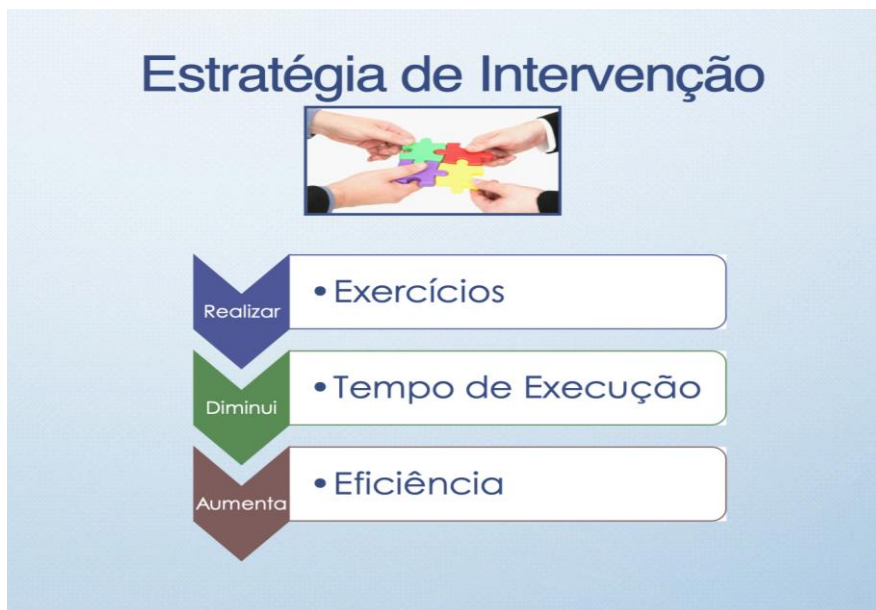 Estratégia de Intervenção
Realizar
• Exercícios
Diminui
• Tempo de Execução
Aumenta
• Eficiência